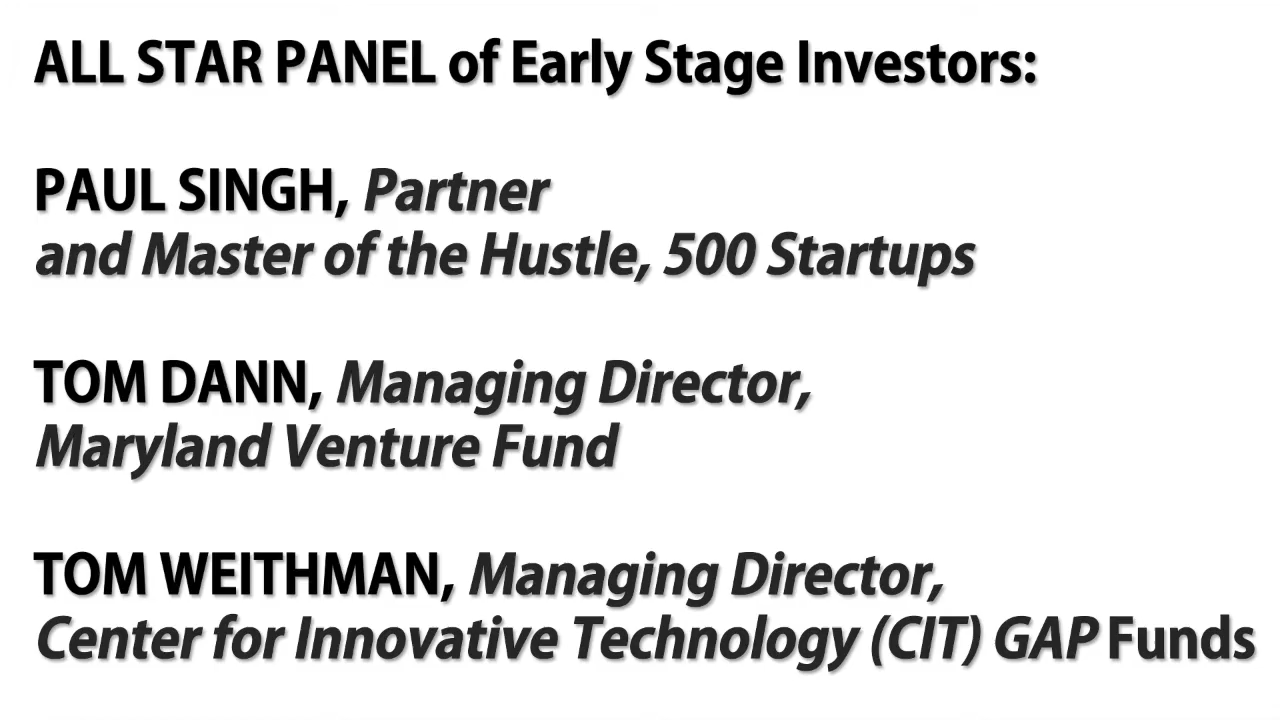 ALL STAR PANEL of Early Stage Investors:
PAUL SINGH, Partner
and Master of the Hustle, 500 Startups
TOM DANN, Managing Director,
Maryland Venture Fund
TOM WEITHMAN, Managing Director,
Center for Innovative Technology (CIT) GAP Funds